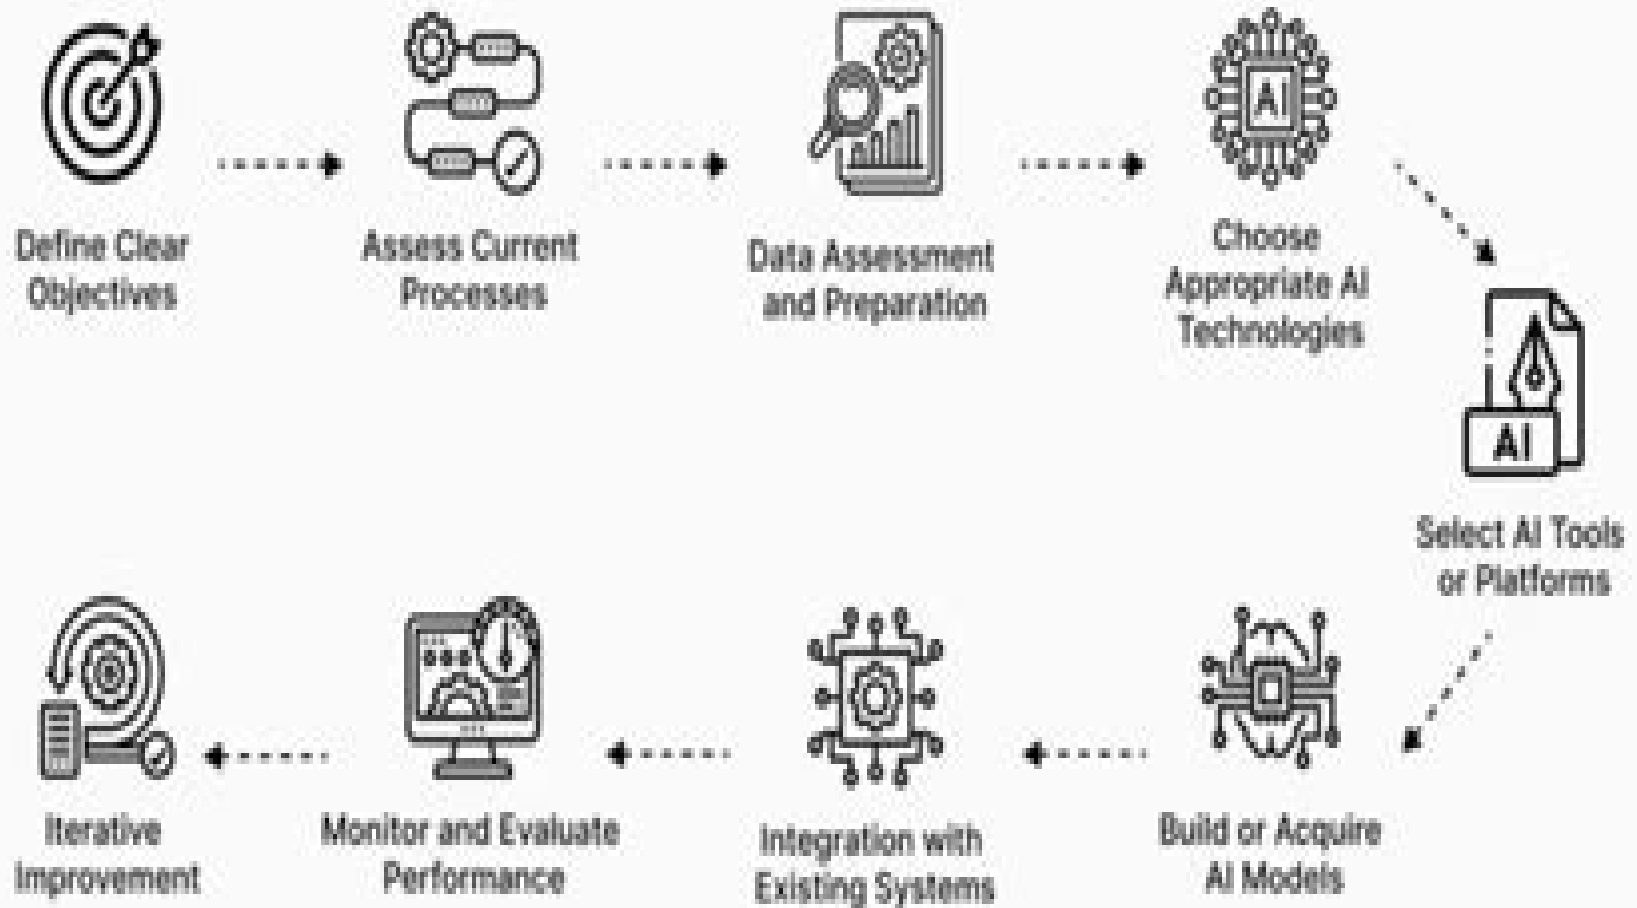 Define Clear
Objectives
Assess Current
Processes
Data Assessment
and Preparation
AI
Choose
Appropriate AI
Technologies
AI
Select AI Tools
or Platforms
Build or Acquire
AI Models
Integration with
Existing Systems
Monitor and Evaluate
Performance
Iterative
Improvement